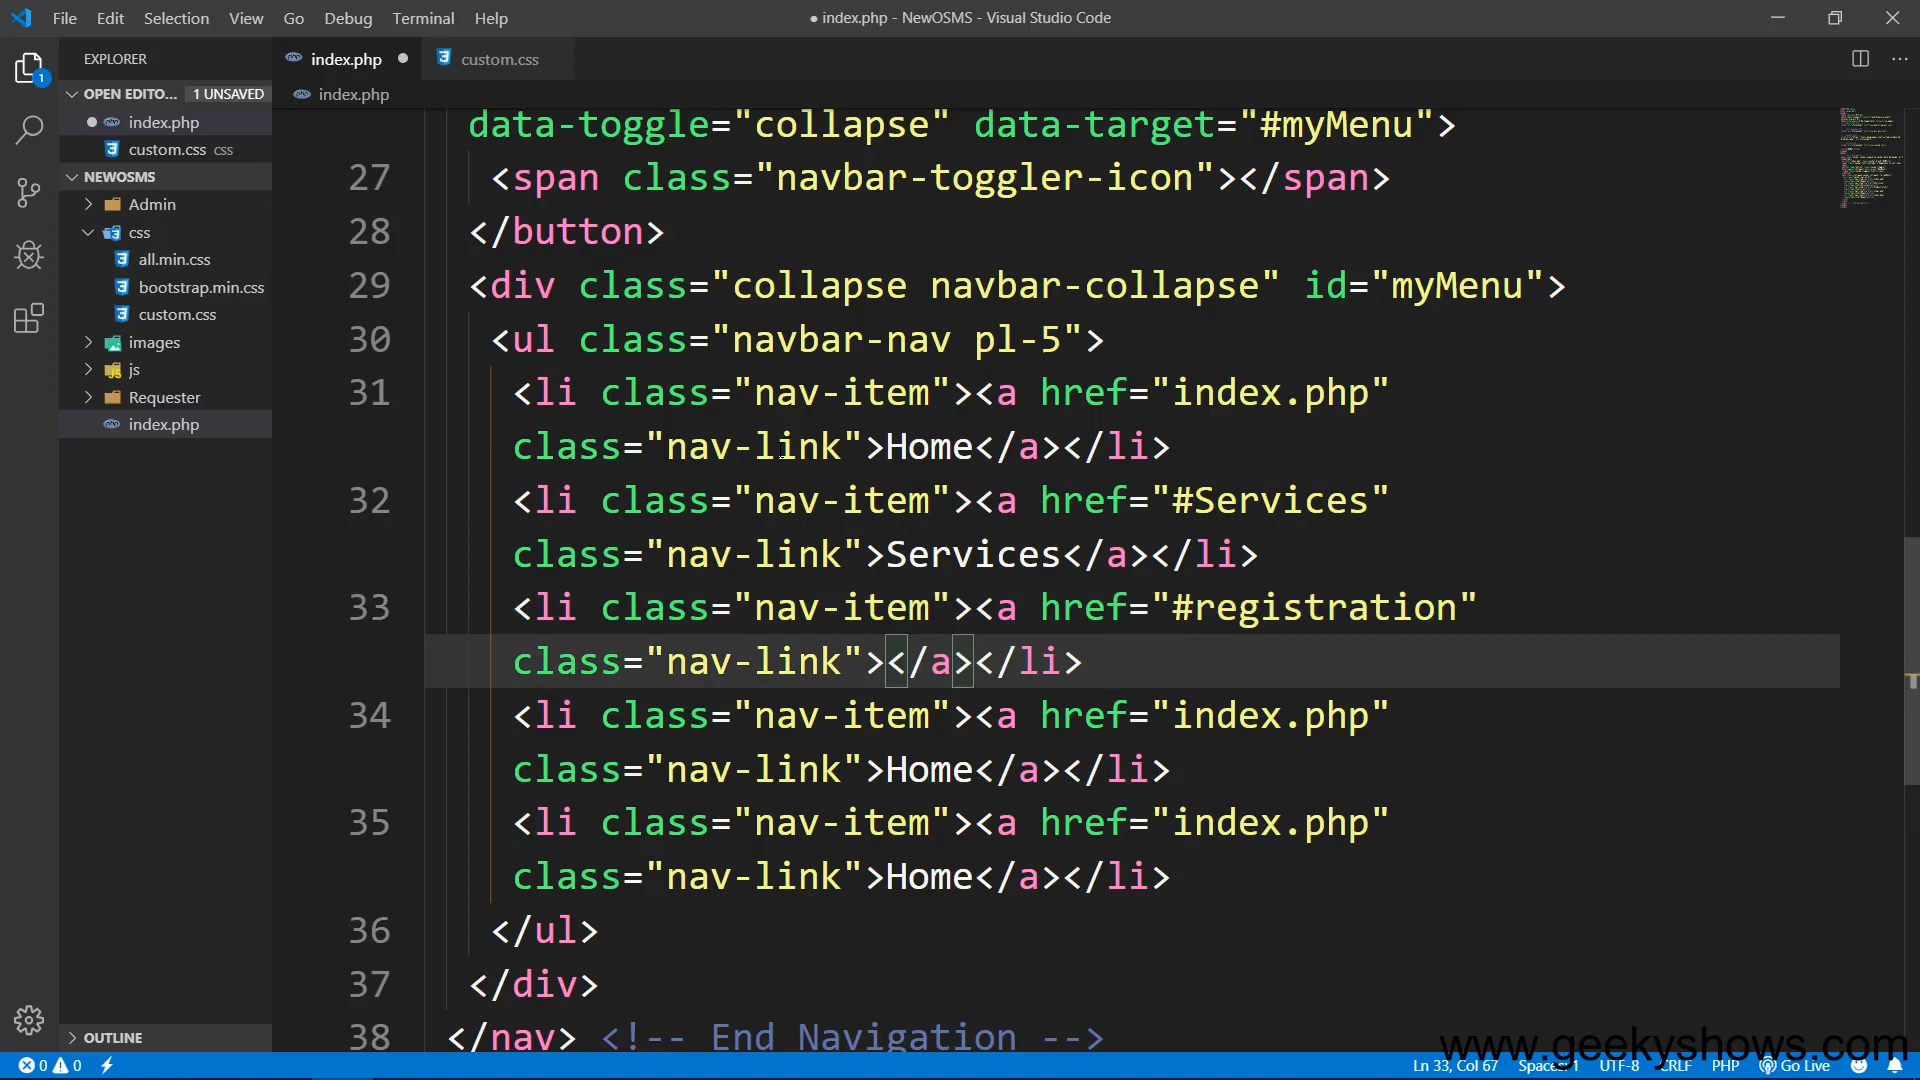 File Edit Selection View Go Debug Terminal Help
● index.php - NewOSMS - Visual Studio Code
EXPLORER
index.php ●
custom.css
OPEN EDITO... 1 UNSAVED
index.php
● index.php
custom.css css
NEWOSMS
Admin
css
all.min.css
bootstrap.min.css
custom.css
images
js
Requester
index.php
OUTLINE
1
data-toggle="collapse" data-target="#myMenu">
27 <span class="navbar-toggler-icon"></span>
28 </button>
29 <div class="collapse navbar-collapse" id="myMenu">
30 <ul class="navbar-nav pl-5">
31 <li class="nav-item"><a href="index.php"
class="nav-link">Home</a></li>
32 <li class="nav-item"><a href="#Services"
class="nav-link">Services</a></li>
33 <li class="nav-item"><a href="#registration"
class="nav-link"></a></li>
34 <li class="nav-item"><a href="index.php"
class="nav-link">Home</a></li>
35 <li class="nav-item"><a href="index.php"
class="nav-link">Home</a></li>
36 </ul>
37 </div>
38 </nav> <!-- End Navigation -->
www.geekyshows.com
0 0 Ln 33, Col 67 Spaces: 1 UTF-8 CRLF PHP Go Live